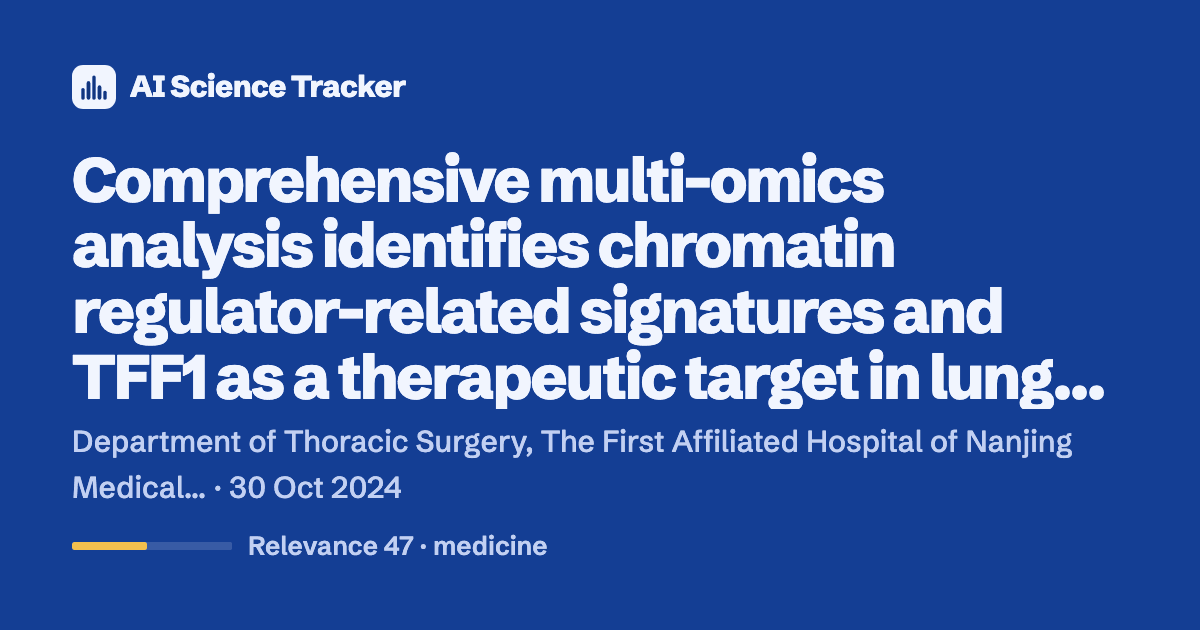 AI Science Tracker
Comprehensive multi-omics
analysis identifies chromatin
regulator-related signatures and
TFF1 as a therapeutic target in lung...
Department of Thoracic Surgery, The First Affiliated Hospital of Nanjing
Medical... · 30 Oct 2024
Relevance 47 · medicine